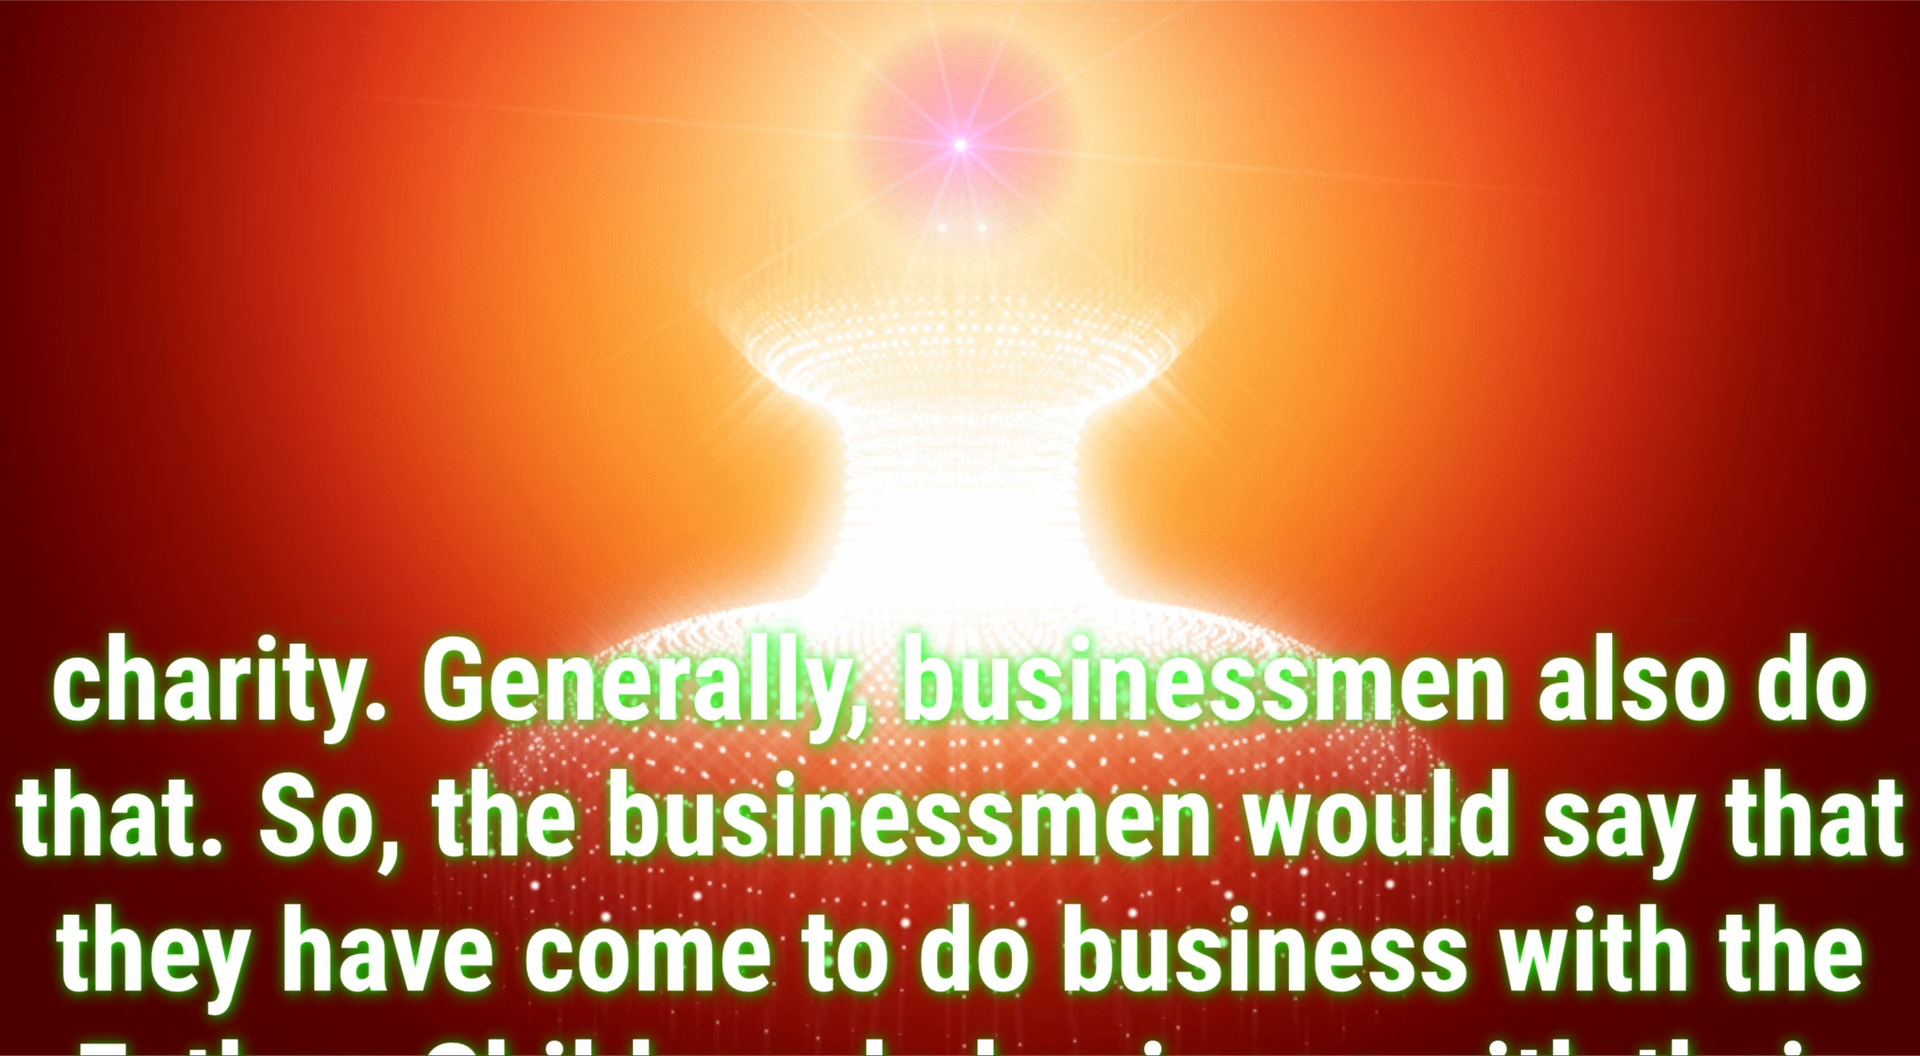 charity. Generally, businessmen also do
that. So, the businessmen would say that
they have come to do business with the